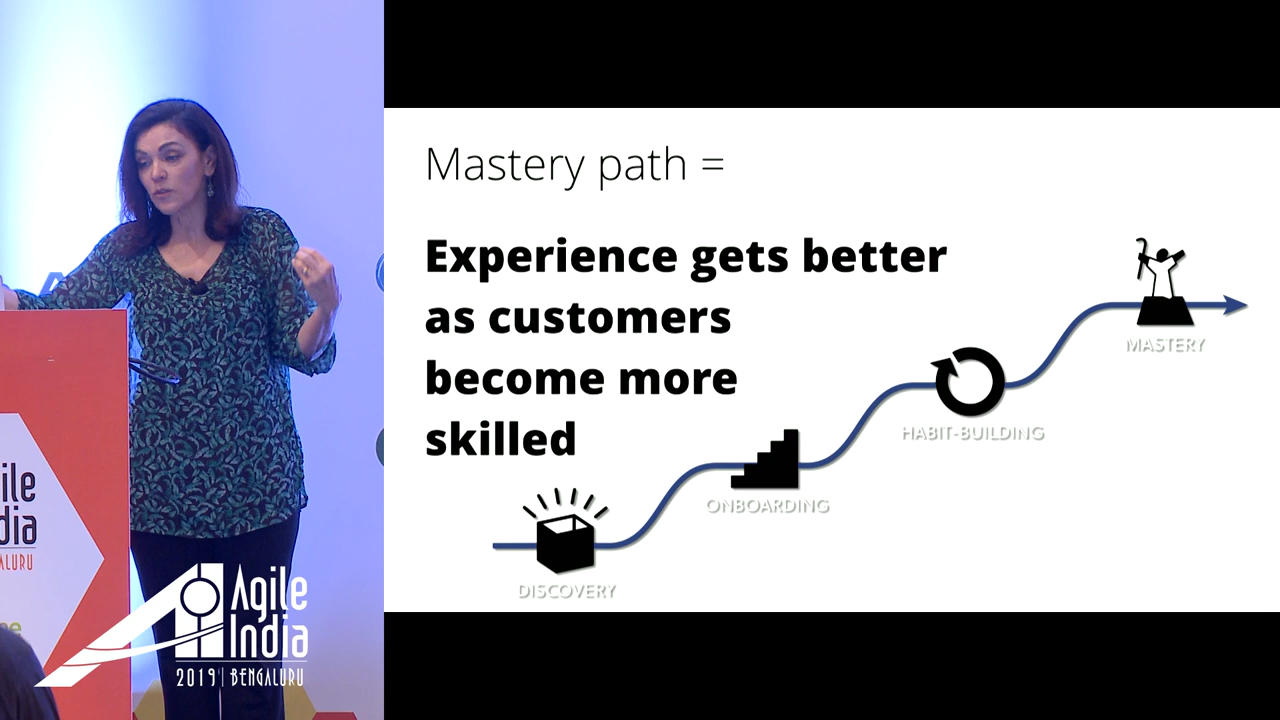 Mastery path =
Experience gets better
as customers
become more
skilled
MASTERY
HABIT-BUILDING
ONBOARDING
DISCOVERY
Agile
India
2019 | BENGALURU